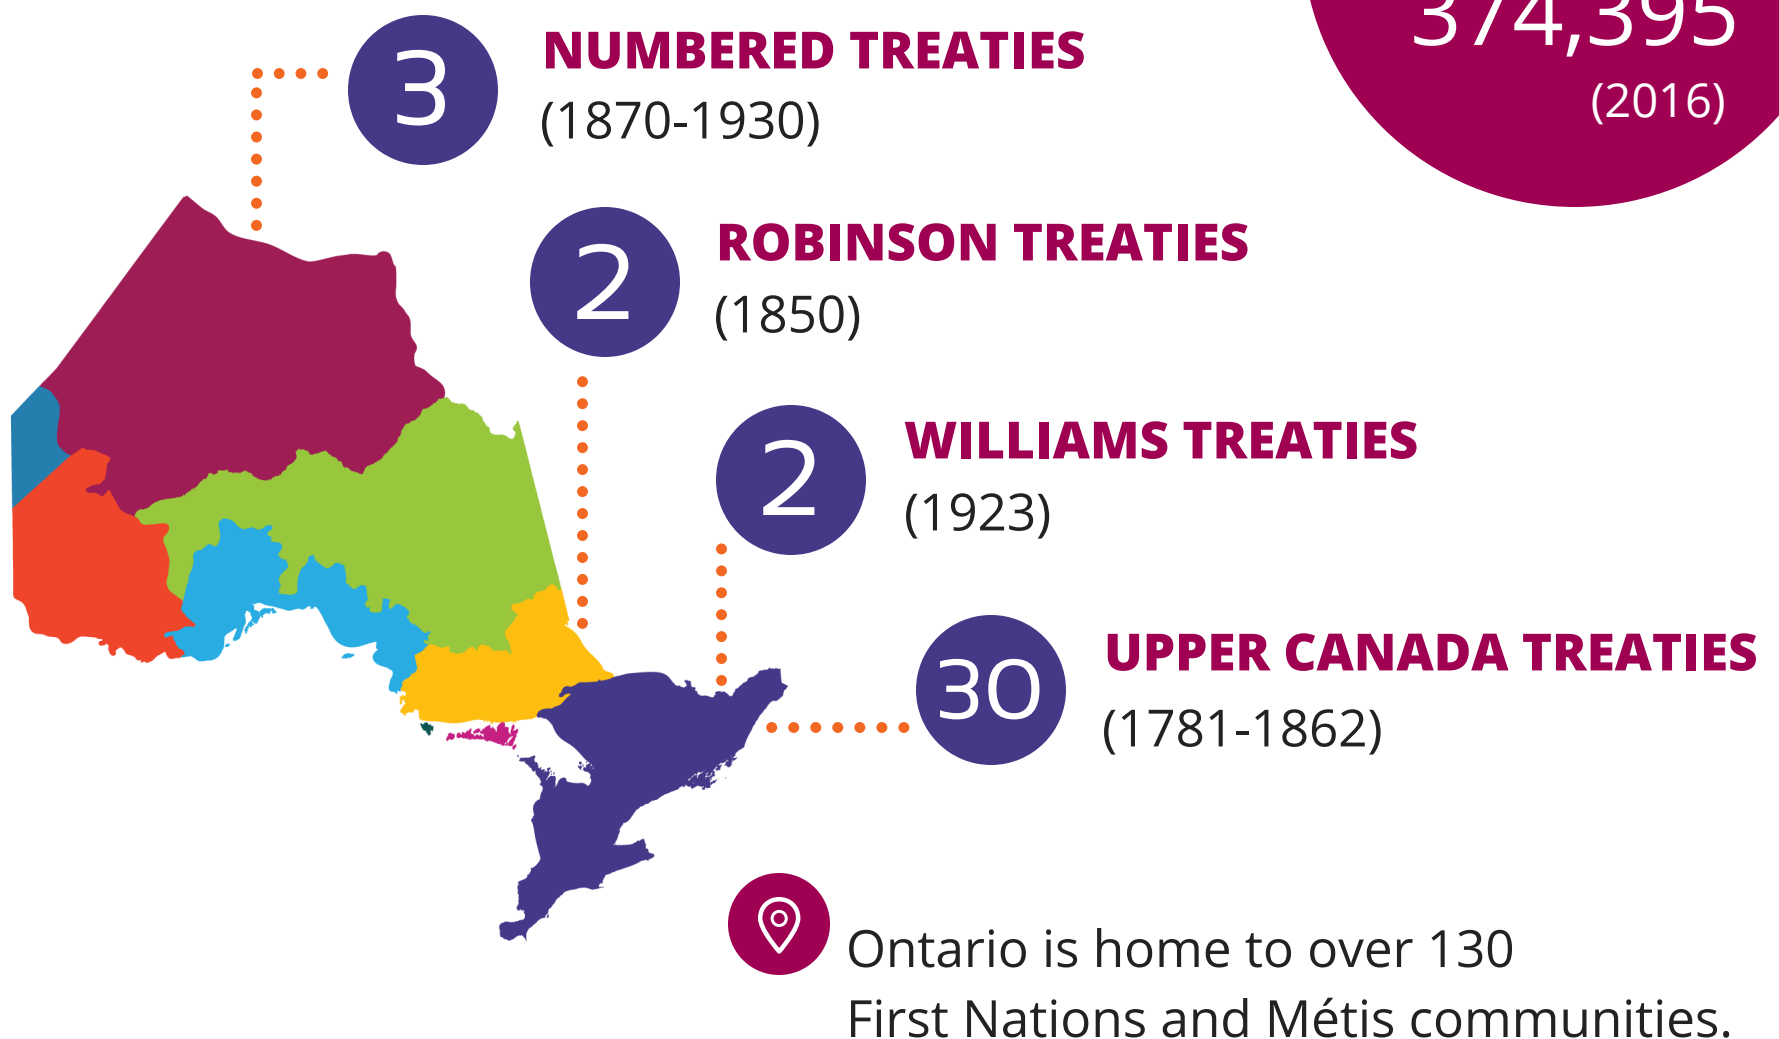 374,395
(2016)
3
NUMBERED TREATIES
(1870-1930)
2
ROBINSON TREATIES
(1850)
2
WILLIAMS TREATIES
(1923)
30
UPPER CANADA TREATIES
(1781-1862)
Ontario is home to over 130
First Nations and Métis communities.